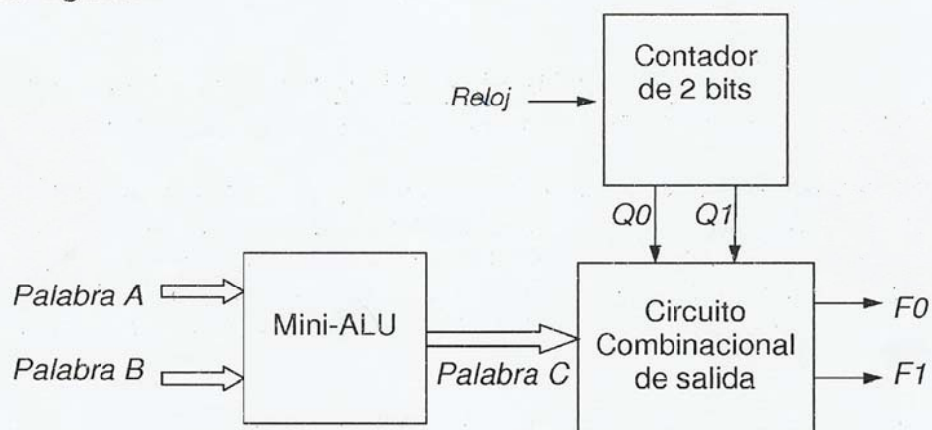 Contador
de 2 bits
Reloj
Q0 Q1
Palabra A
Mini-ALU
Circuito
Combinacional
de salida
F0
Palabra B
Palabra C
F1